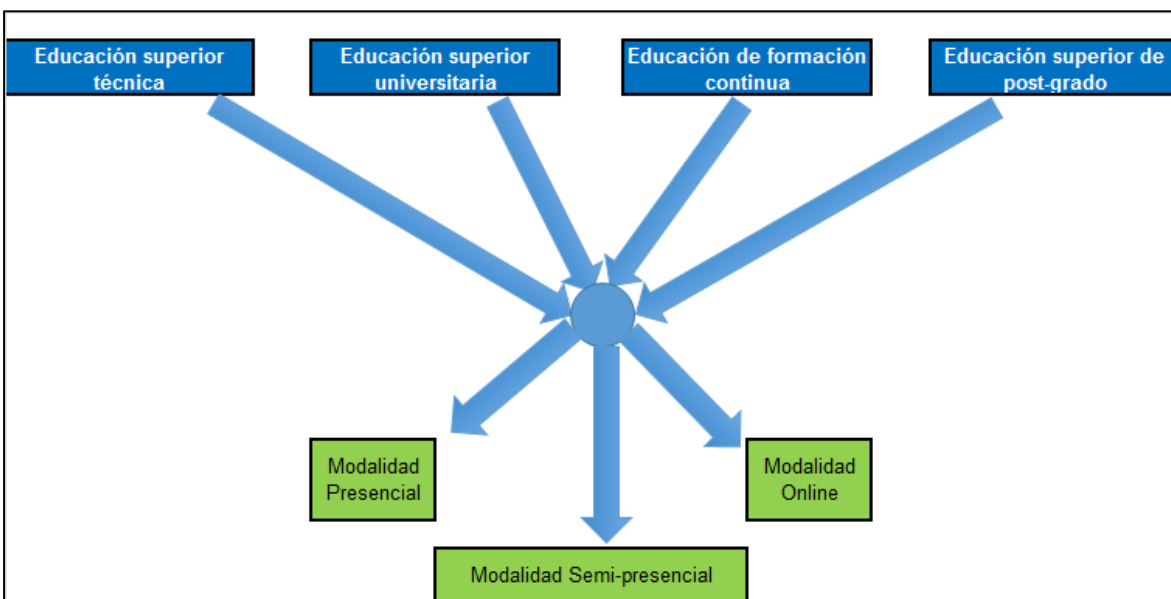 Educación superior
técnica
Educación superior
universitaria
Educación de formación
continua
Educación superior de
post-grado
Modalidad
Presencial
Modalidad
Online
Modalidad Semi-presencial